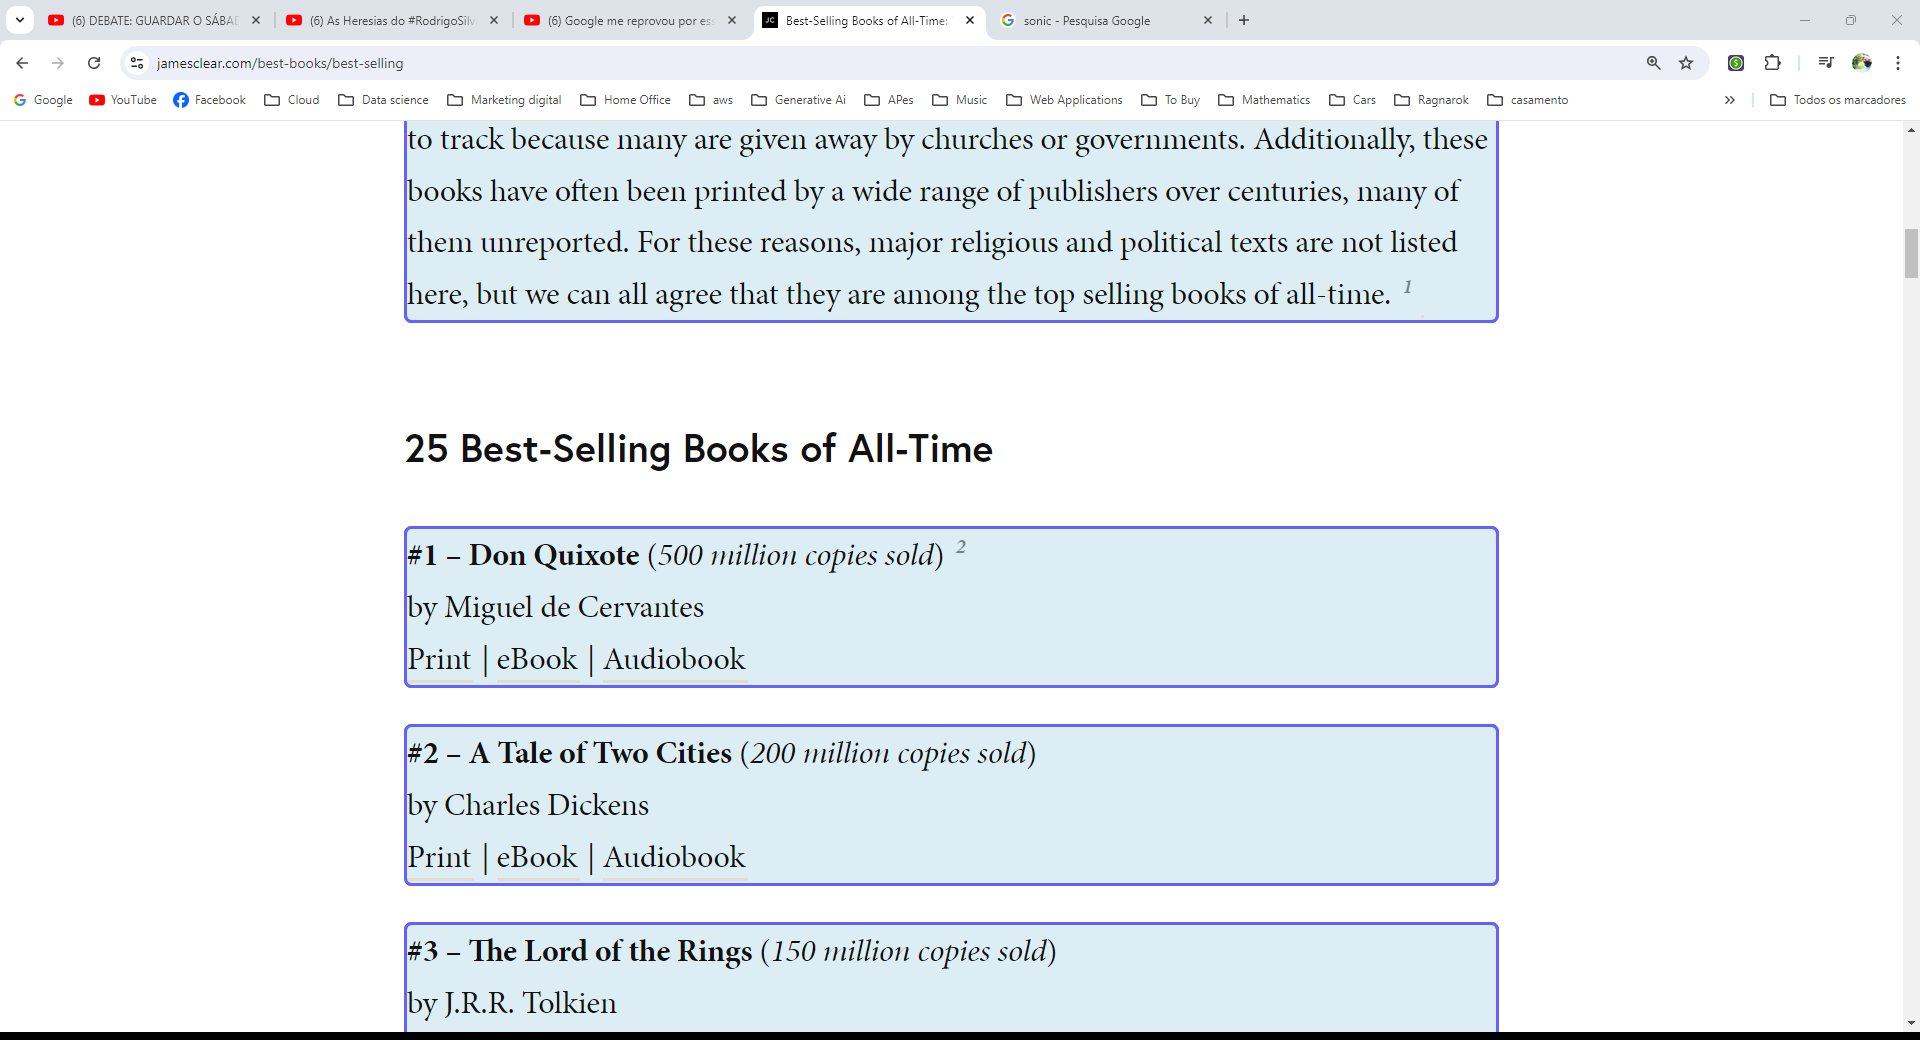 (6) DEBATE: GUARDAR O SÁBAD
(6) As Heresias do #RodrigoSilv
(6) Google me reprovou por es
Best-Selling Books of All-Time:
sonic - Pesquisa Google
jamesclear.com/best-books/best-selling
Google YouTube Facebook Cloud Data science Marketing digital Home Office aws Generative Ai APes Music Web Applications To Buy Mathematics Cars Ragnarok casamento » Todos os marcadores
to track because many are given away by churches or governments. Additionally, these
books have often been printed by a wide range of publishers over centuries, many of
them unreported. For these reasons, major religious and political texts are not listed
here, but we can all agree that they are among the top selling books of all-time. 1
25 Best-Selling Books of All-Time
#1 – Don Quixote (500 million copies sold) 2
by Miguel de Cervantes
Print | eBook | Audiobook
#2 – A Tale of Two Cities (200 million copies sold)
by Charles Dickens
Print | eBook | Audiobook
#3 – The Lord of the Rings (150 million copies sold)
by J.R.R. Tolkien